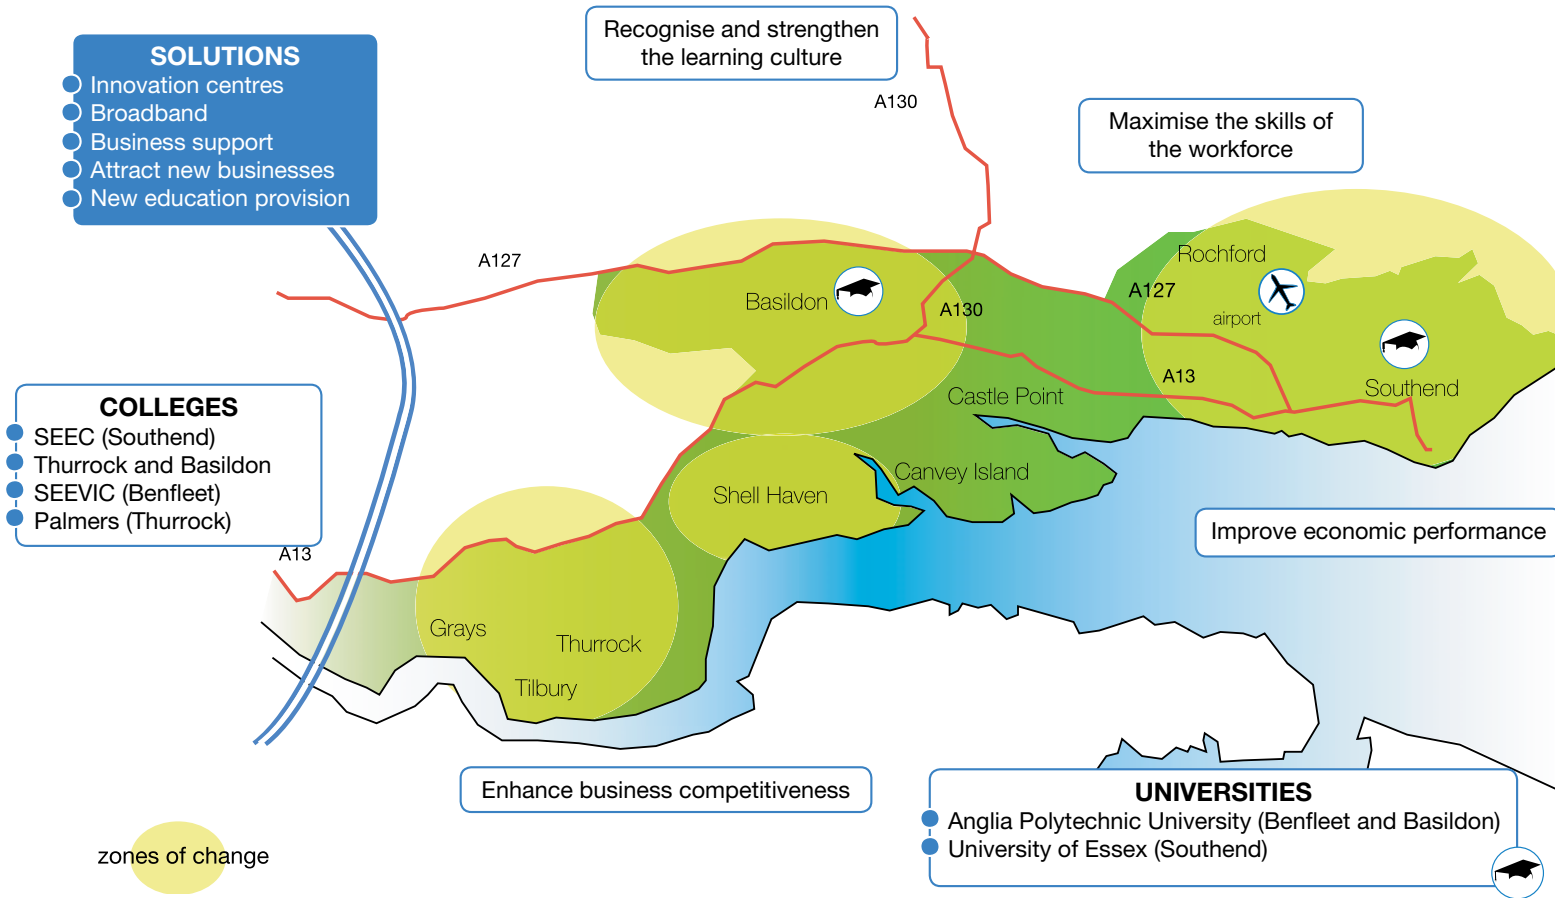 Recognise and strengthen
the learning culture
SOLUTIONS
Innovation centres
Broadband
Business support
Attract new businesses
New education provision
A130
Maximise the skills of
the workforce
A127
Rochford
Basildon
A130
A127
airport
A13
Southend
Castle Point
COLLEGES
SEEC (Southend)
Thurrock and Basildon
SEEVIC (Benfleet)
Palmers (Thurrock)
Canvey Island
Shell Haven
Improve economic performance
A13
Grays
Thurrock
Tilbury
Enhance business competitiveness
UNIVERSITIES
Anglia Polytechnic University (Benfleet and Basildon)
University of Essex (Southend)
zones of change